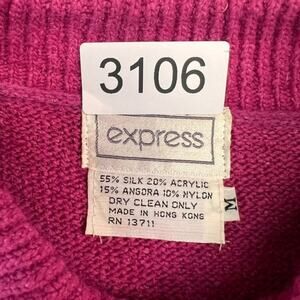 3106
express
55% SILK 20% ACRYLIC
15% ANGORA 10% NYLON
DRY CLEAN ONLY
MADE IN HONG KONG
RN 13711
M